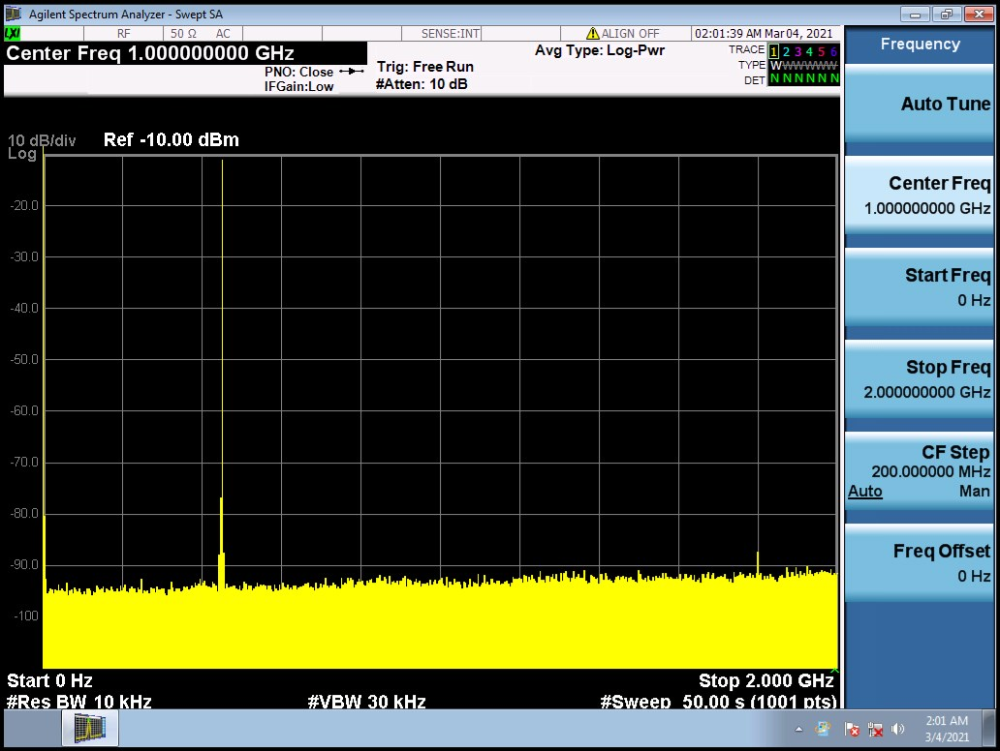 Agilent Spectrum Analyzer - Swept SA
LXI
RF
50 Ω
AC
SENSE:INT
ALIGN OFF
02:01:39 AM Mar 04, 2021
Center Freq 1.000000000 GHz
PNO: Close
IFGain:Low
Trig: Free Run
#Atten: 10 dB
Avg Type: Log-Pwr
TRACE 1 2 3 4 5 6
TYPE WWWWWW
DET N N N N N N
10 dB/div
Log
Ref -10.00 dBm
-20.0
-30.0
-40.0
-50.0
-60.0
-70.0
-80.0
-90.0
-100
Start 0 Hz
Stop 2.000 GHz
#Res BW 10 kHz
#VBW 30 kHz
#Sweep 50.00 s (1001 pts)
Frequency
Auto Tune
Center Freq
1.000000000 GHz
Start Freq
0 Hz
Stop Freq
2.000000000 GHz
CF Step
200.000000 MHz
Auto Man
Freq Offset
0 Hz
2:01 AM
3/4/2021